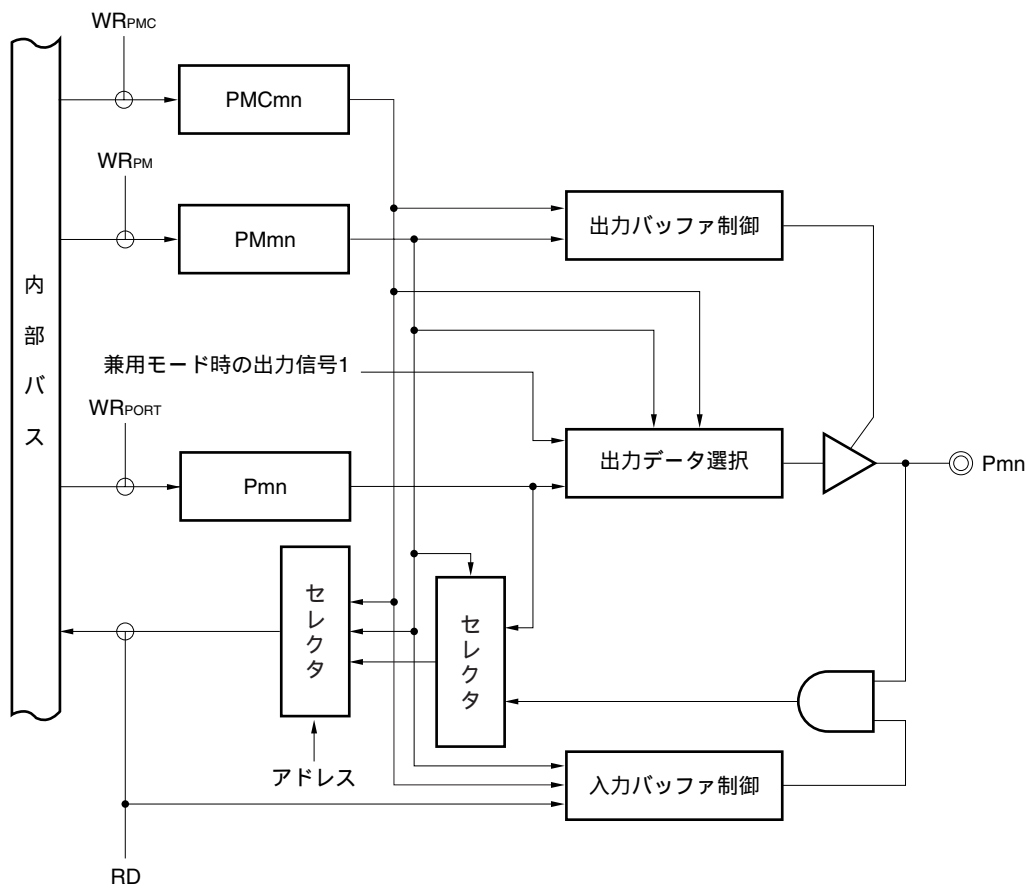 WRPMC
PMCmn
WRPM
PMmn
出力バッファ制御
内部バス
兼用モード時の出力信号1
WRPORT
出力データ選択
Pmn
Pmn
セレクタ
セレクタ
アドレス
入力バッファ制御
RD